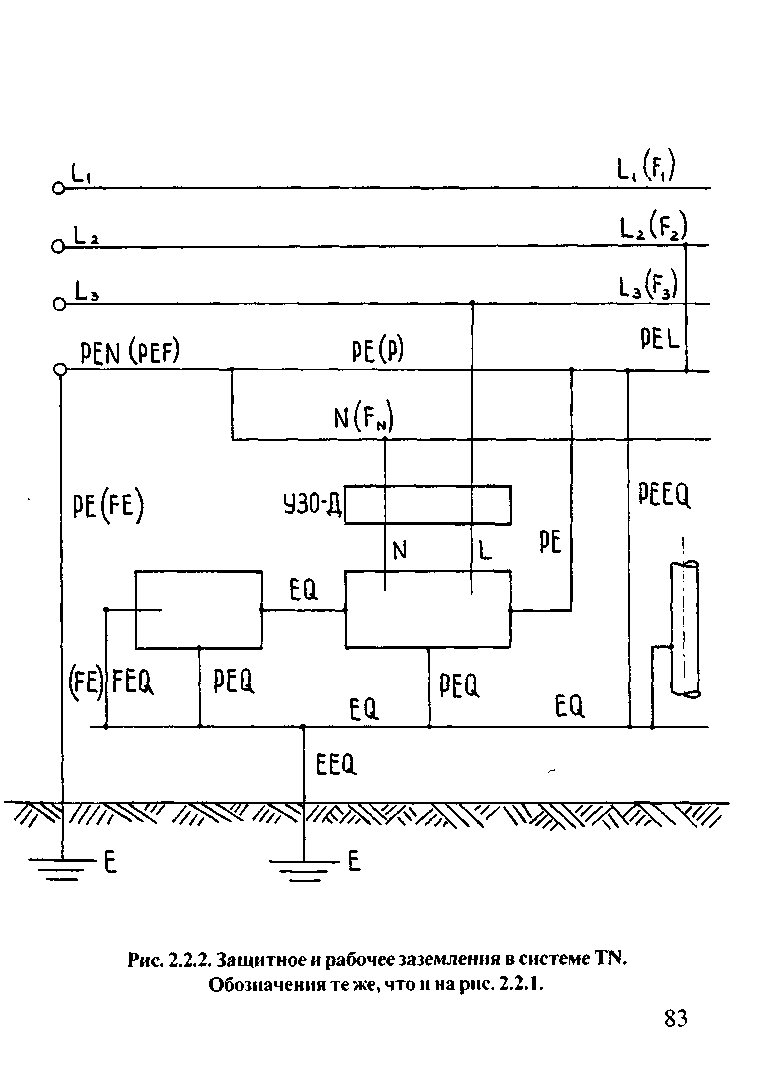 L₁ L₁(F₁)
L₂ L₂(F₂)
L₃ L₃(F₃)
PEN (PEF) PE(P) PEL
N(Fɴ)
PE(FE) УЗО-Д PEEQ
N L PE
EQ
(FE) FEQ PEQ PEQ
EQ EQ
EEQ
E E
Рис. 2.2.2. Защитное и рабочее заземления в системе TN.
Обозначения те же, что и на рис. 2.2.1.
83